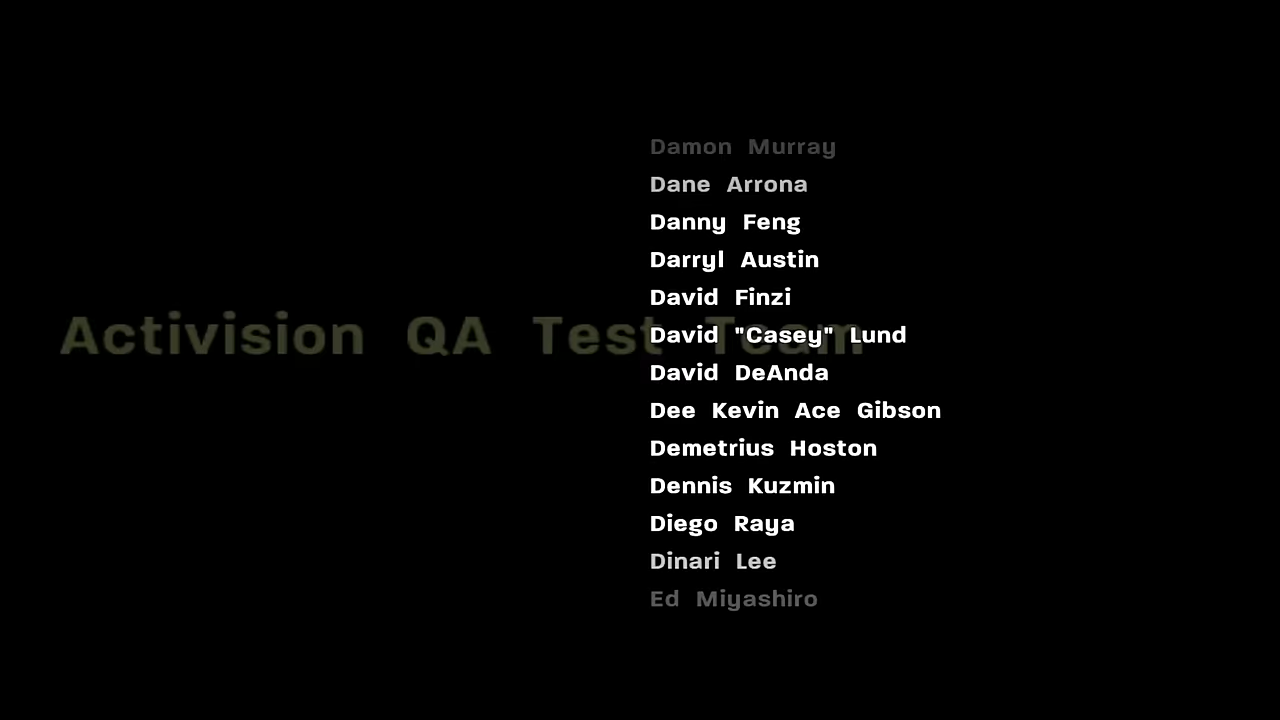 Activision QA Test Team
Damon Murray
Dane Arrona
Danny Feng
Darryl Austin
David Finzi
David "Casey" Lund
David DeAnda
Dee Kevin Ace Gibson
Demetrius Hoston
Dennis Kuzmin
Diego Raya
Dinari Lee
Ed Miyashiro